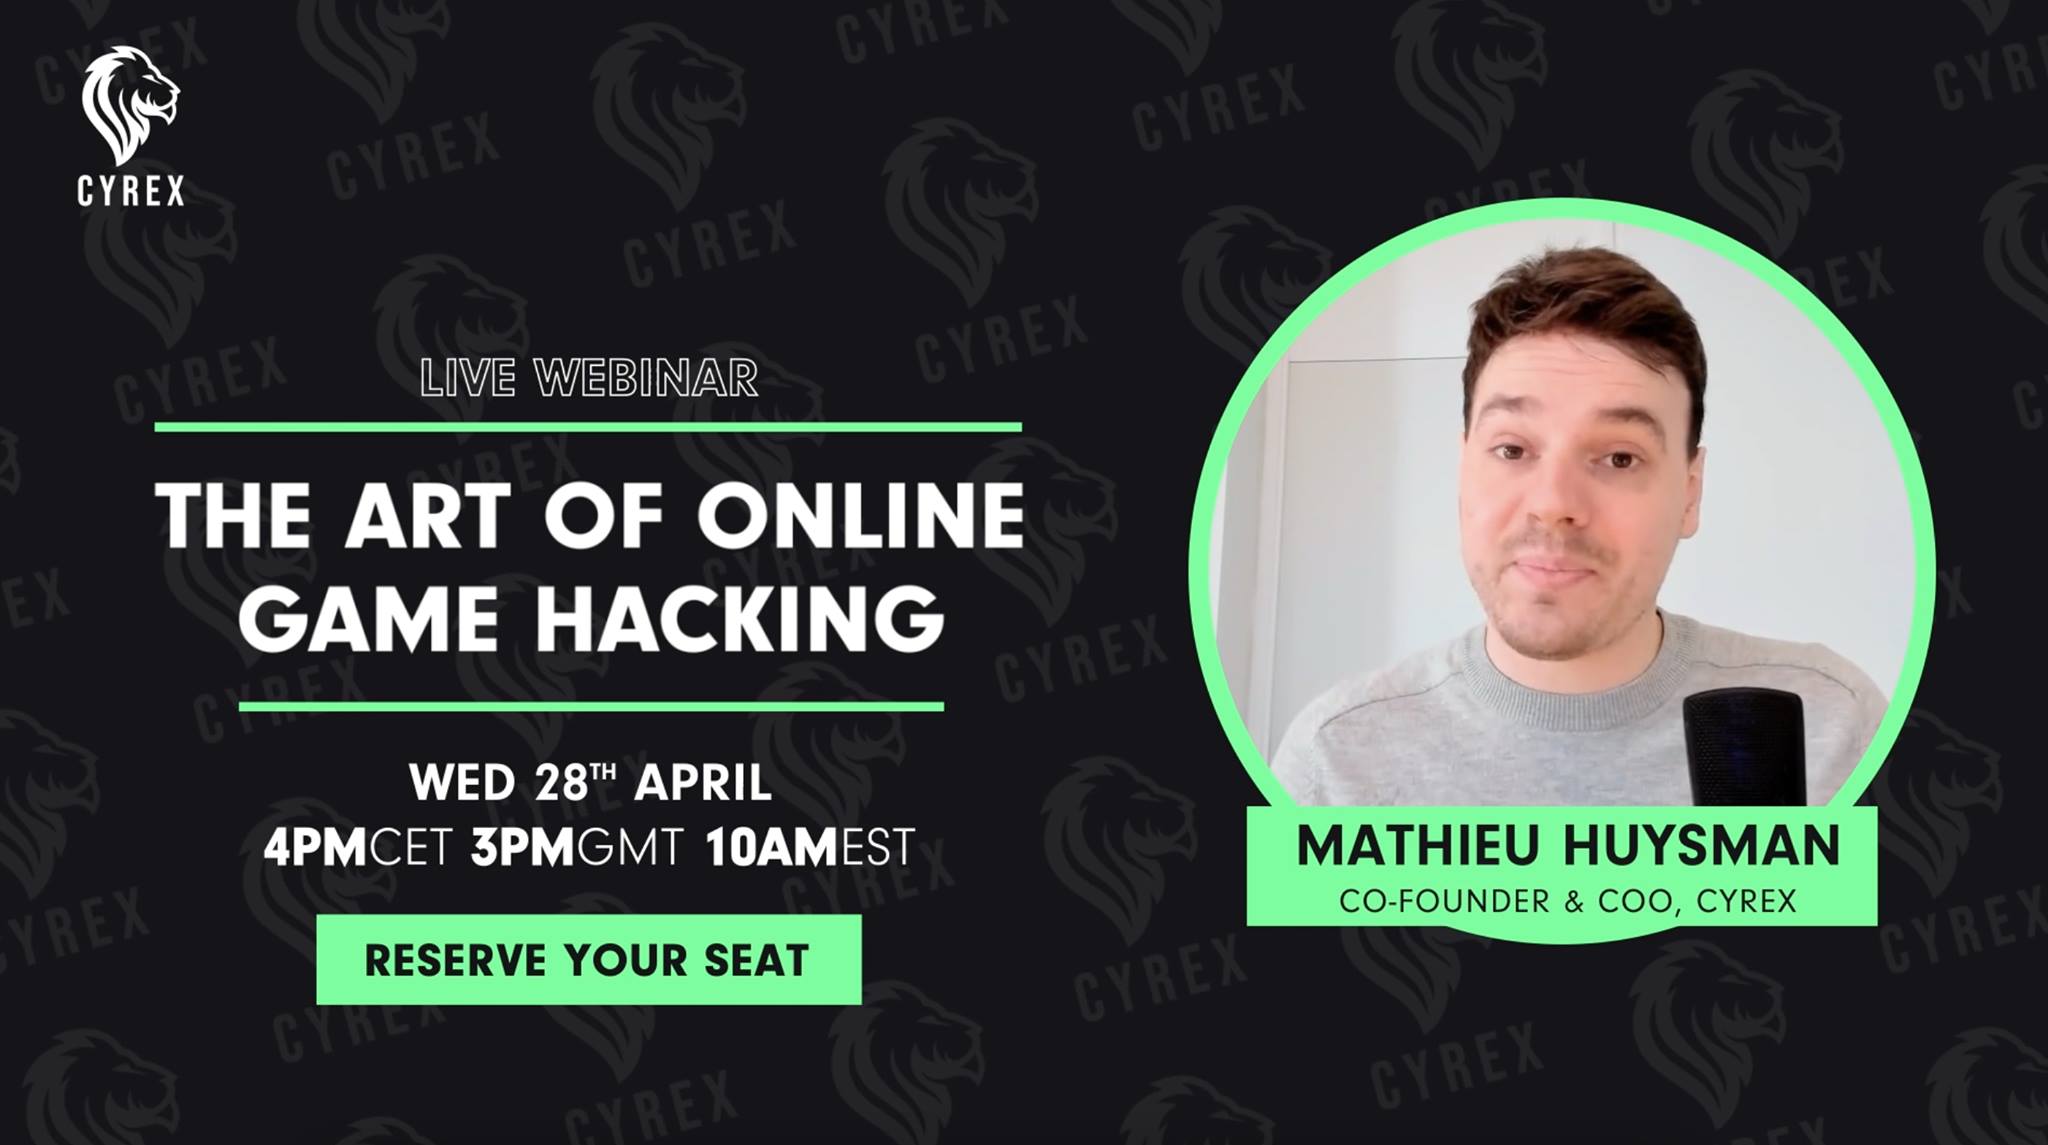 CYREX
LIVE WEBINAR
THE ART OF ONLINE
GAME HACKING
WED 28TH APRIL
4PMCET 3PMGMT 10AMEST
RESERVE YOUR SEAT
MATHIEU HUYSMAN
CO-FOUNDER & COO, CYREX